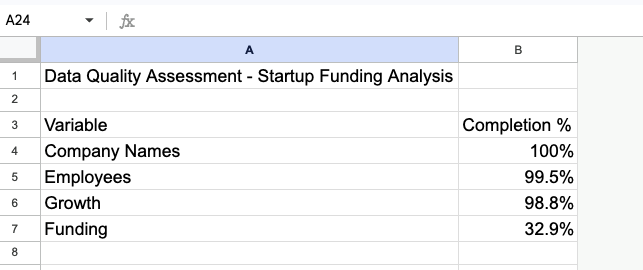 A24 fx
A B
1 Data Quality Assessment - Startup Funding Analysis
2
3 Variable Completion %
4 Company Names 100%
5 Employees 99.5%
6 Growth 98.8%
7 Funding 32.9%
8